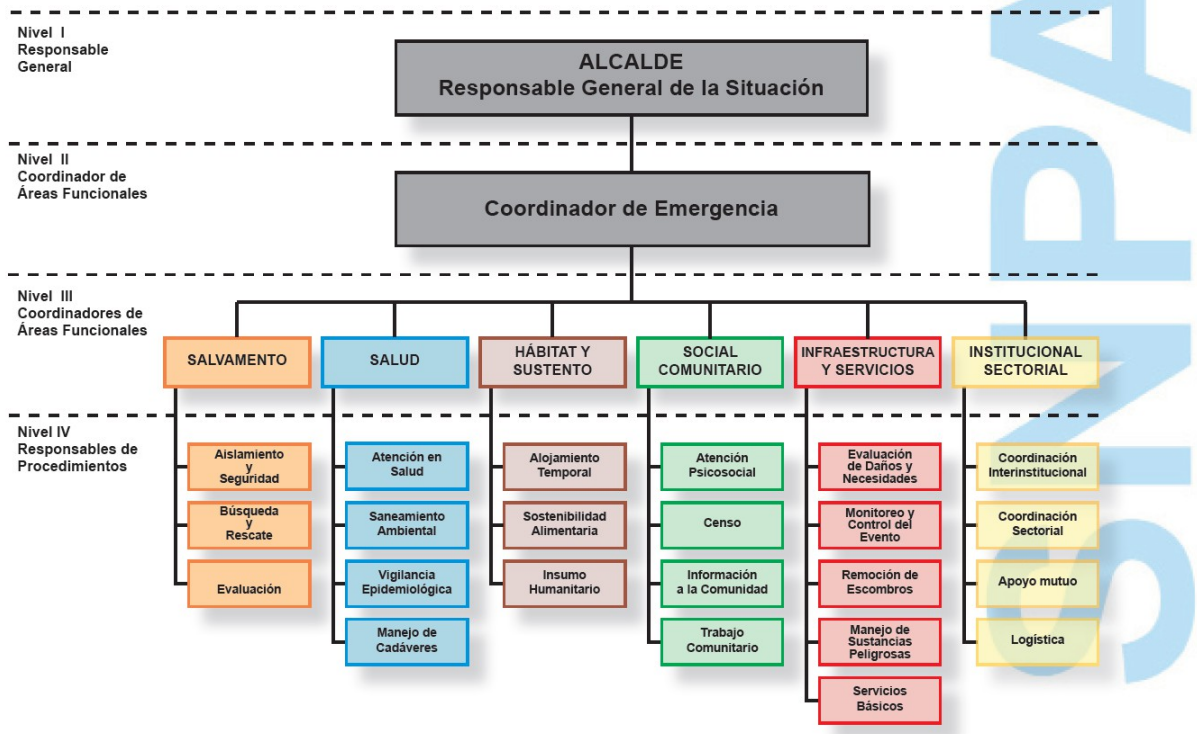 Nivel I
Responsable
General
ALCALDE
Responsable General de la Situación
Nivel II
Coordinador de
Áreas Funcionales
Coordinador de Emergencia
Nivel III
Coordinadores de
Áreas Funcionales
SALVAMENTO
SALUD
HÁBITAT Y
SUSTENTO
SOCIAL
COMUNITARIO
INFRAESTRUCTURA
Y SERVICIOS
INSTITUCIONAL
SECTORIAL
Nivel IV
Responsables de
Procedimientos
Aislamiento
y
Seguridad
Búsqueda
y
Rescate
Evaluación
Atención en
Salud
Saneamiento
Ambiental
Vigilancia
Epidemiológica
Manejo de
Cadáveres
Alojamiento
Temporal
Sostenibilidad
Alimentaria
Insumo
Humanitario
Atención
Psicosocial
Censo
Información
a la Comunidad
Trabajo
Comunitario
Evaluación
de Daños y
Necesidades
Monitoreo y
Control del
Evento
Remoción de
Escombros
Manejo de
Sustancias
Peligrosas
Servicios
Básicos
Coordinación
Interinstitucional
Coordinación
Sectorial
Apoyo mutuo
Logística
SNPA